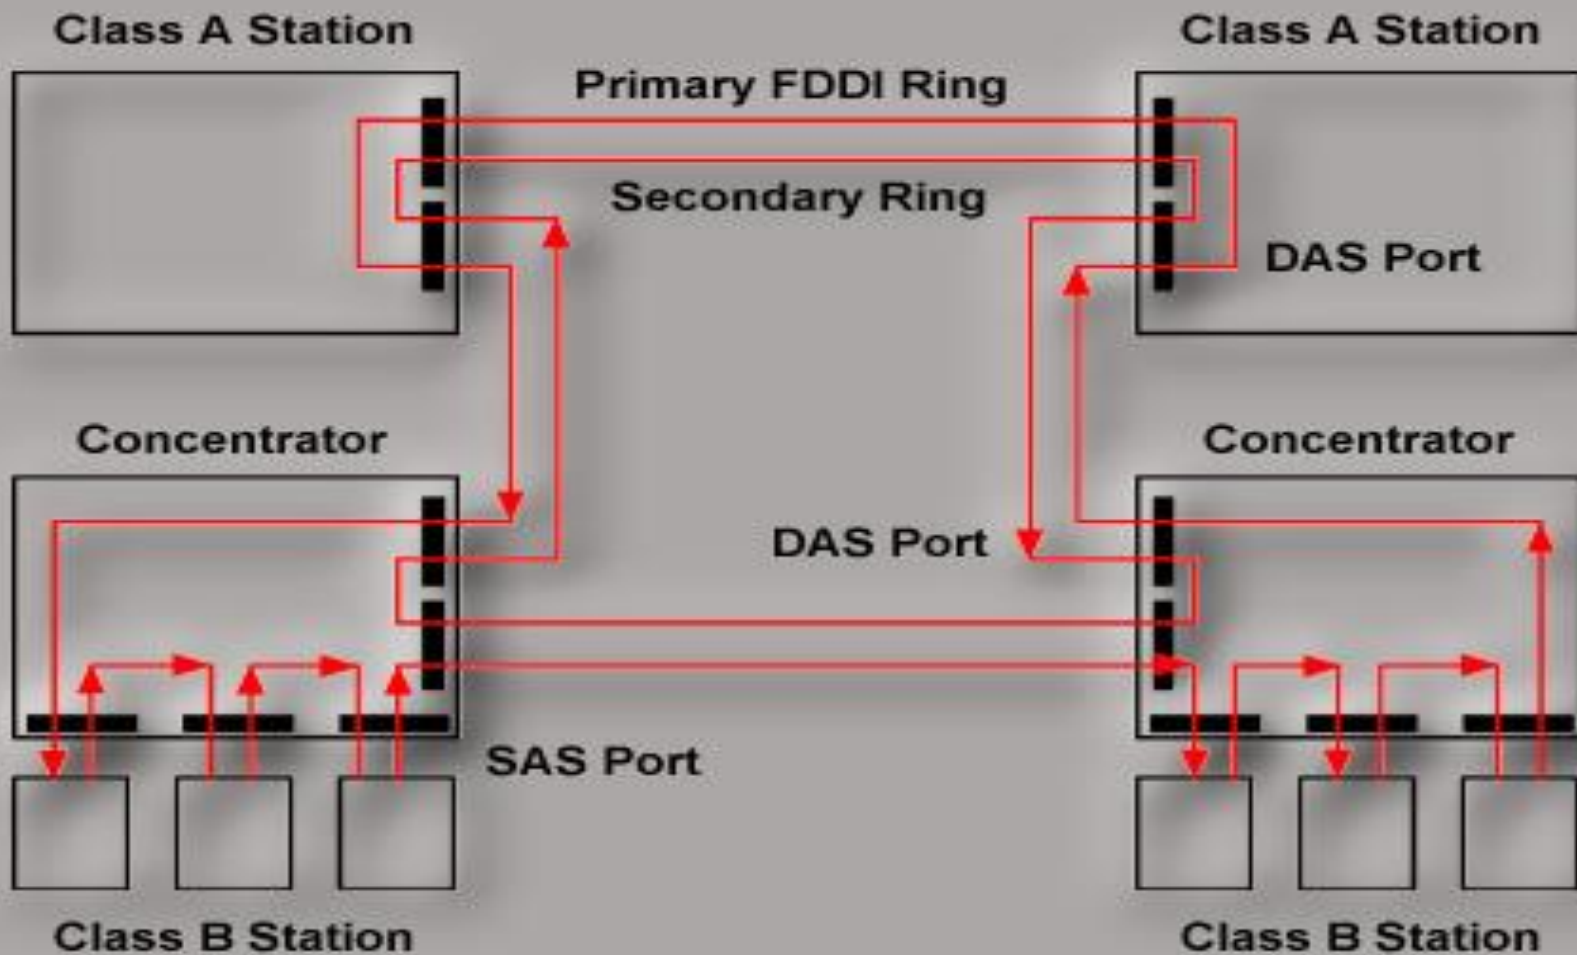 Class A Station
Class A Station
Primary FDDI Ring
Secondary Ring
DAS Port
Concentrator
Concentrator
DAS Port
SAS Port
Class B Station
Class B Station